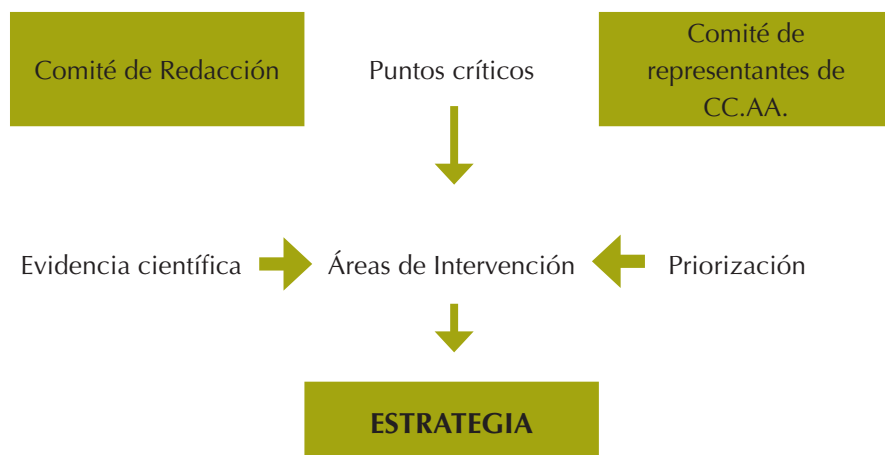 Comité de Redacción
Puntos críticos
Comité de
representantes de
CC.AA.
Evidencia científica
Áreas de Intervención
Priorización
ESTRATEGIA